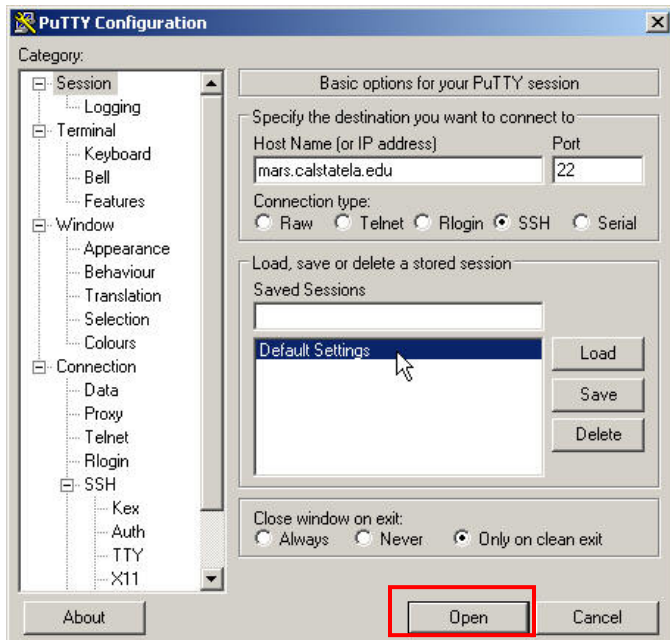 PuTTY Configuration
Category:
Session
Logging
Terminal
Keyboard
Bell
Features
Window
Appearance
Behaviour
Translation
Selection
Colours
Connection
Data
Proxy
Telnet
Rlogin
SSH
Kex
Auth
TTY
X11
Basic options for your PuTTY session
Specify the destination you want to connect to
Host Name (or IP address) Port
mars.calstatela.edu 22
Connection type:
Raw Telnet Rlogin SSH Serial
Load, save or delete a stored session
Saved Sessions
Default Settings
Load
Save
Delete
Close window on exit:
Always Never Only on clean exit
About Open Cancel